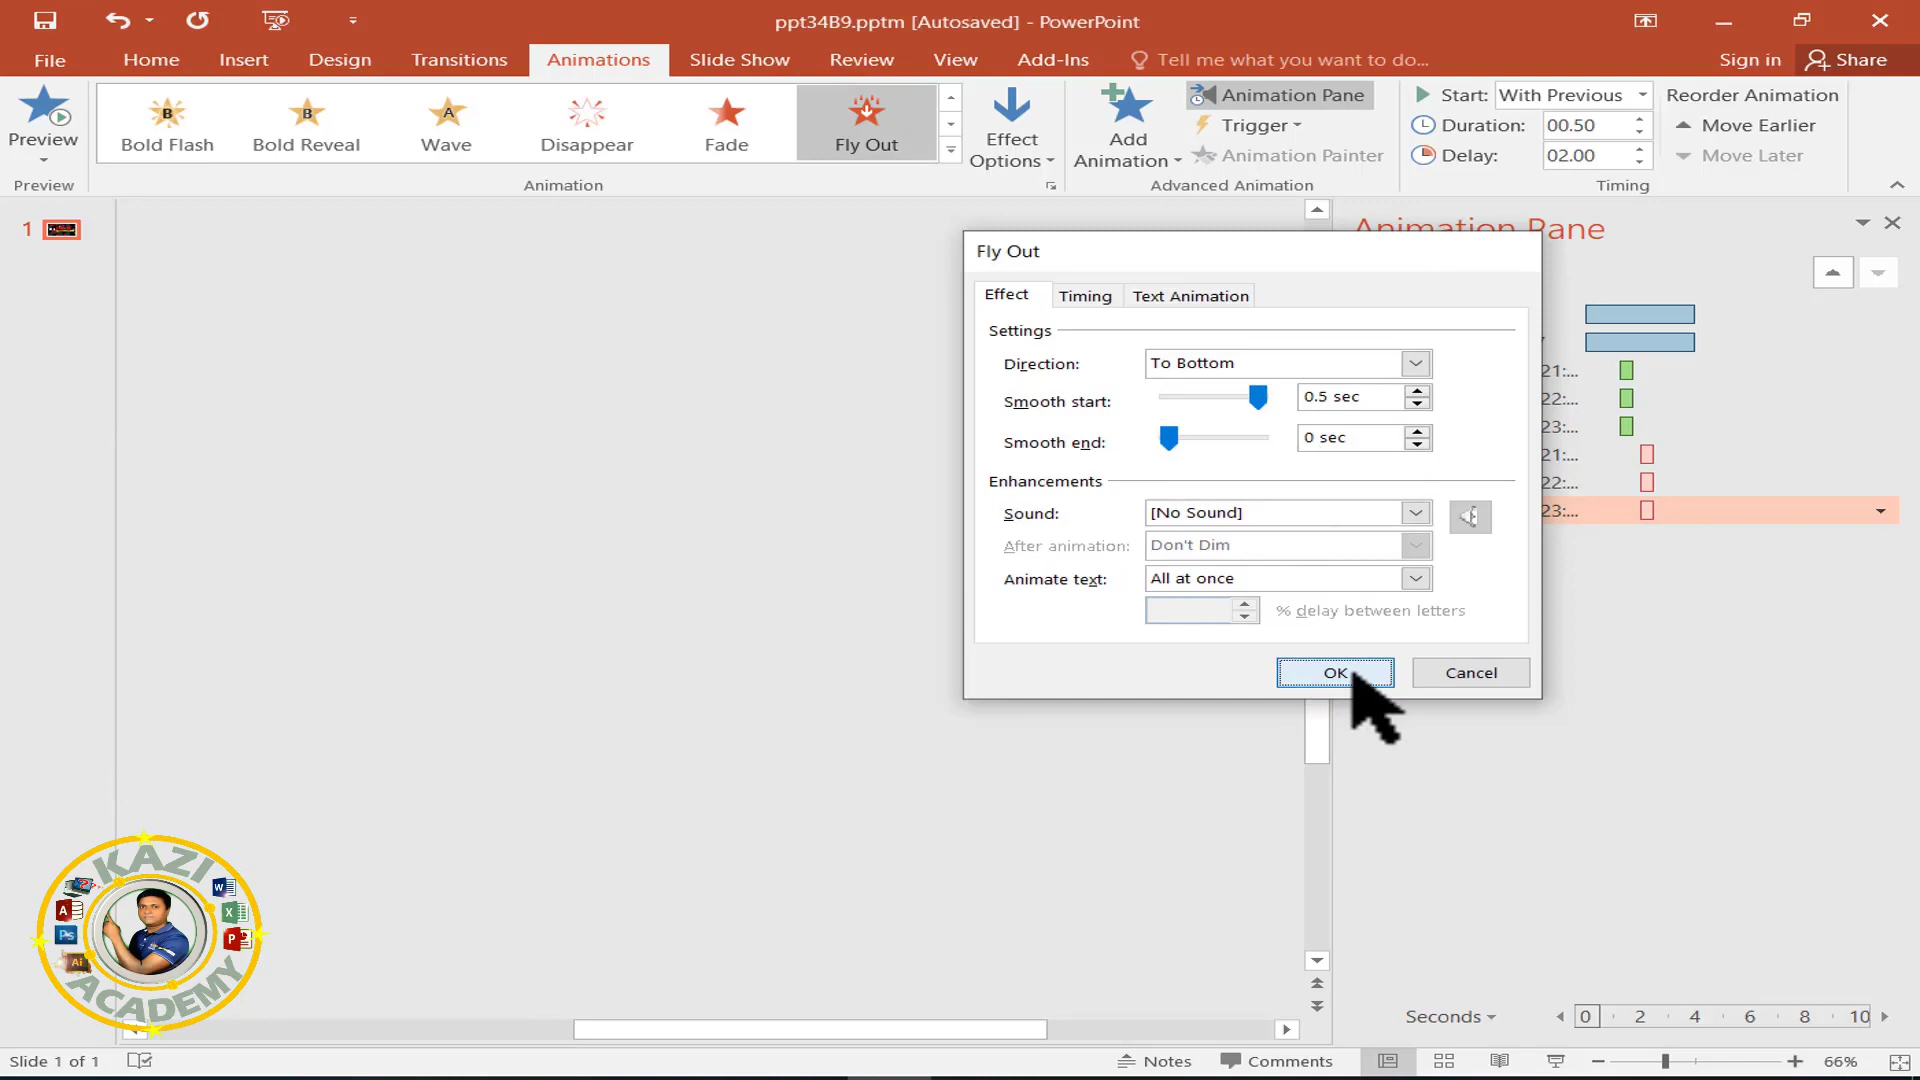 ppt34B9.pptm [Autosaved] - PowerPoint
File Home Insert Design Transitions Animations Slide Show Review View Add-Ins Tell me what you want to do... Sign in Share
Preview
Bold Flash Bold Reveal Wave Disappear Fade Fly Out
Effect Options
Add Animation
Animation Pane
Trigger
Animation Painter
Start: With Previous
Duration: 00.50
Delay: 02.00
Reorder Animation
Move Earlier
Move Later
Preview Animation Advanced Animation Timing
1
Animation Pane
Fly Out
Effect Timing Text Animation
Settings
Direction: To Bottom
Smooth start: 0.5 sec
Smooth end: 0 sec
Enhancements
Sound: [No Sound]
After animation: Don't Dim
Animate text: All at once
% delay between letters
OK Cancel
21:...
22:...
23:...
21:...
22:...
23:...
KAZI
ACADEMY
Seconds 0 2 4 6 8 10
Slide 1 of 1 Notes Comments 66%